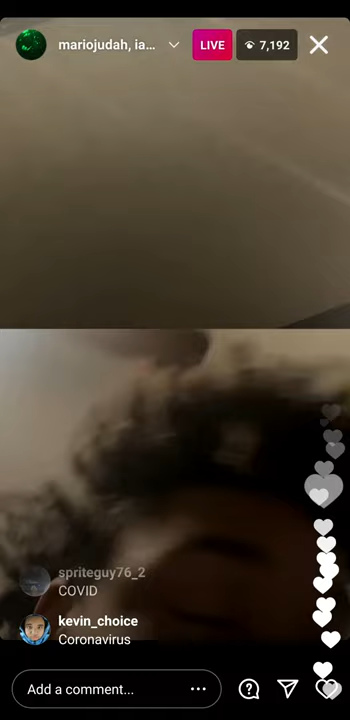 mariojudah, ia...
LIVE
7,192
spriteguy76_2
COVID
kevin_choice
Coronavirus
Add a comment...